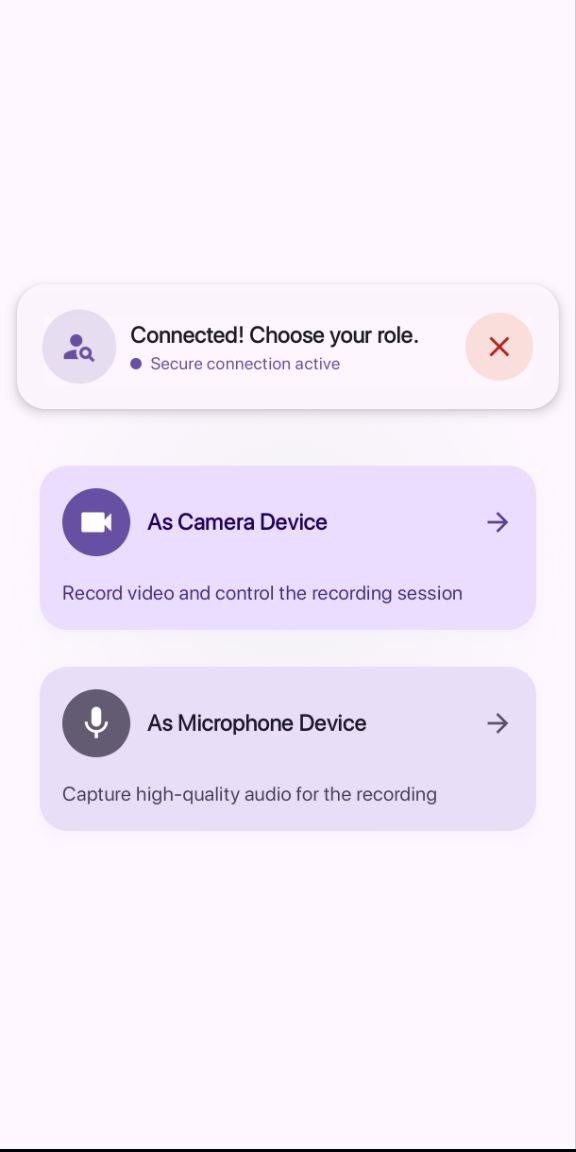 Connected! Choose your role.
Secure connection active
As Camera Device
Record video and control the recording session
As Microphone Device
Capture high-quality audio for the recording